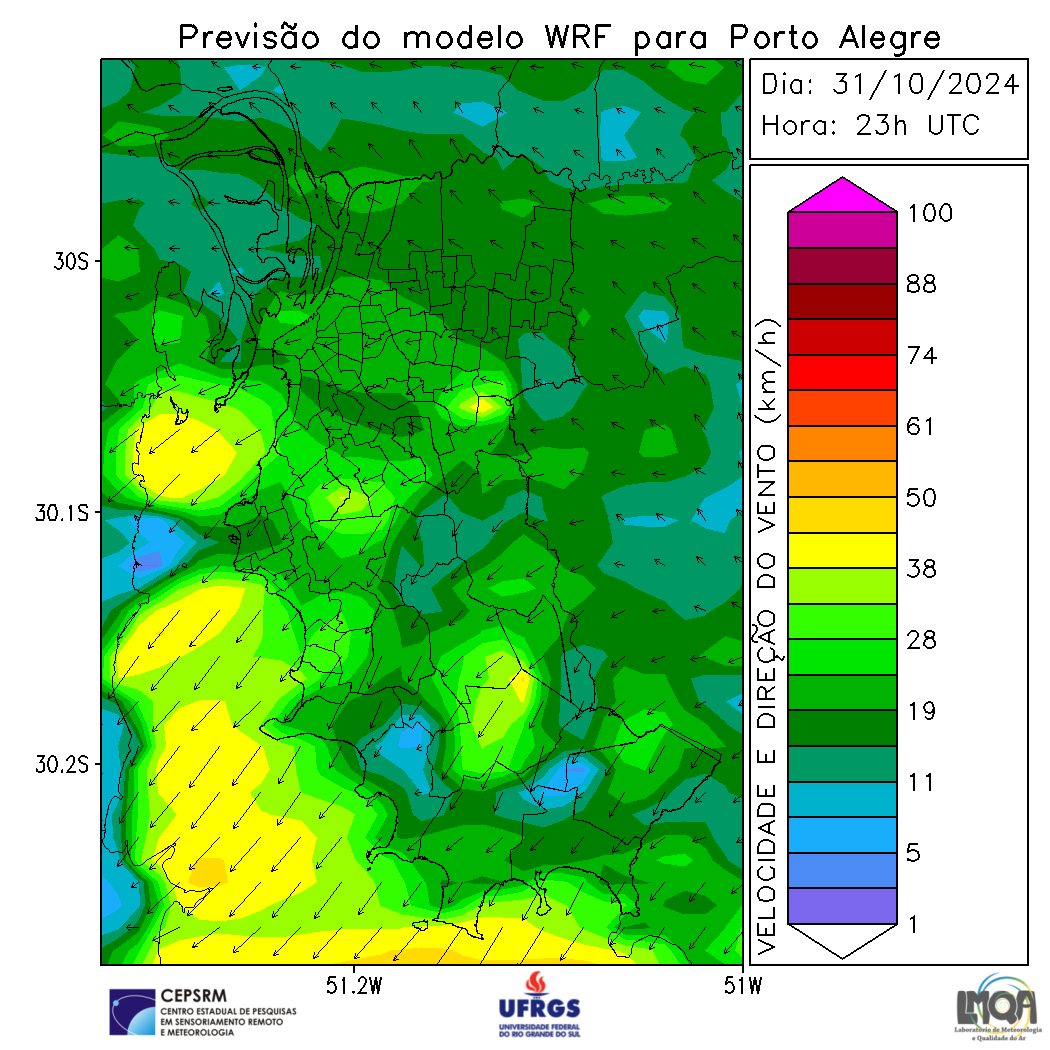 Previsão do modelo WRF para Porto Alegre
Dia: 31/10/2024
Hora: 23h UTC
30S
30.1S
30.2S
51.2W
51W
VELOCIDADE E DIREÇÃO DO VENTO (km/h)
100
88
74
61
50
38
28
19
11
5
1
CEPSRM
CENTRO ESTADUAL DE PESQUISAS
EM SENSORIAMENTO REMOTO
E METEOROLOGIA
UFRGS
UNIVERSIDADE FEDERAL
DO RIO GRANDE DO SUL
LMQA
Laboratório de Meteorologia
e Qualidade do Ar